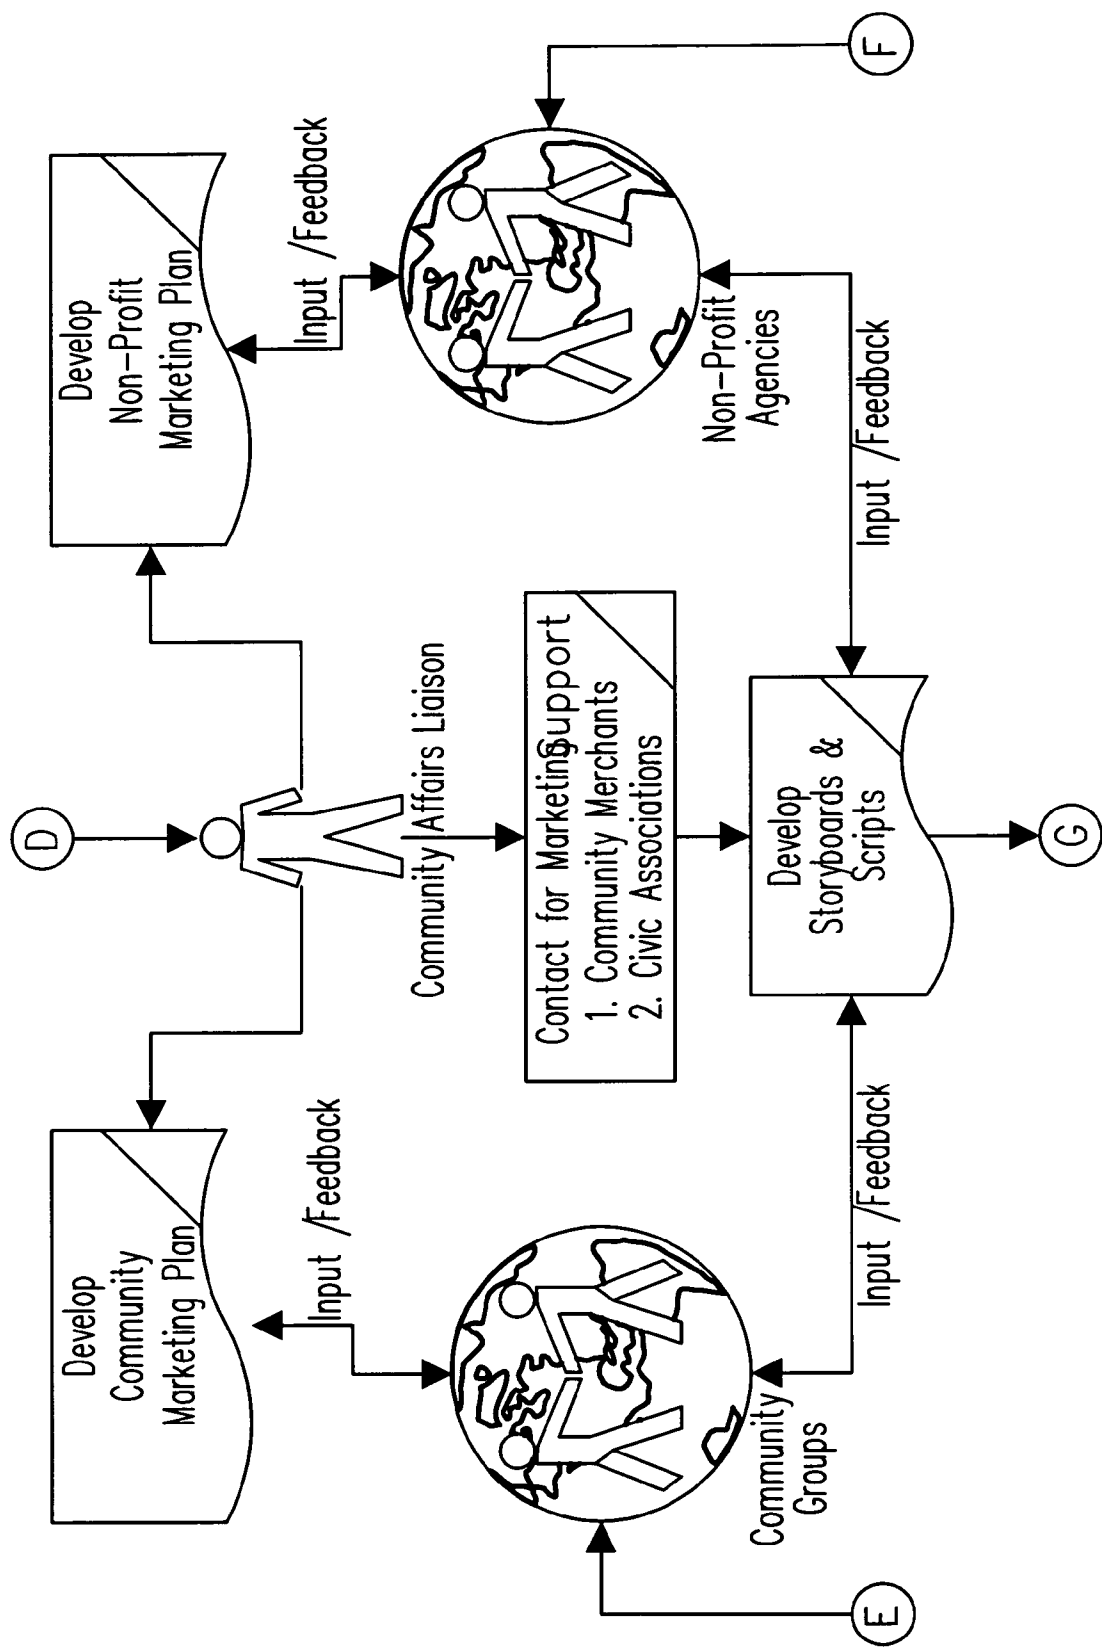 D
Develop
Community
Marketing Plan
Develop
Non-Profit
Marketing Plan
Input /Feedback
Input /Feedback
Community Affairs Liaison
Contact for Marketing Support
1. Community Merchants
2. Civic Associations
Community
Groups
Non-Profit
Agencies
Develop
Storyboards &
Scripts
Input /Feedback
Input /Feedback
E
F
G